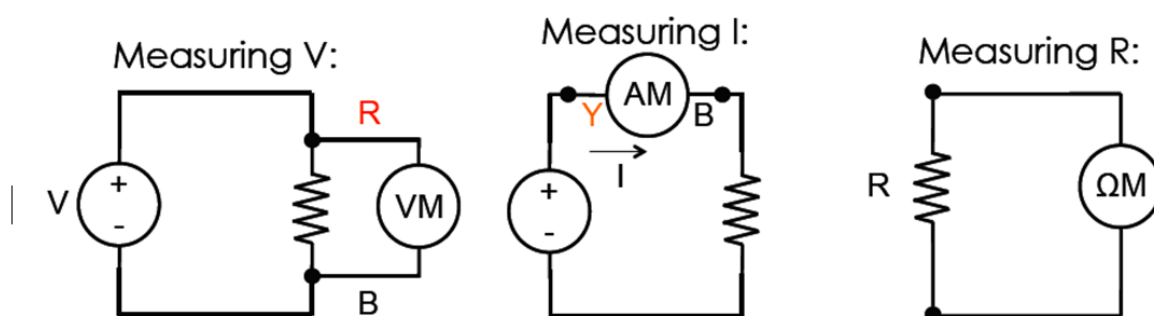 Measuring V:
R
V
+
-
VM
B
Measuring I:
Y
AM
B
I
+
-
Measuring R:
R
ΩM